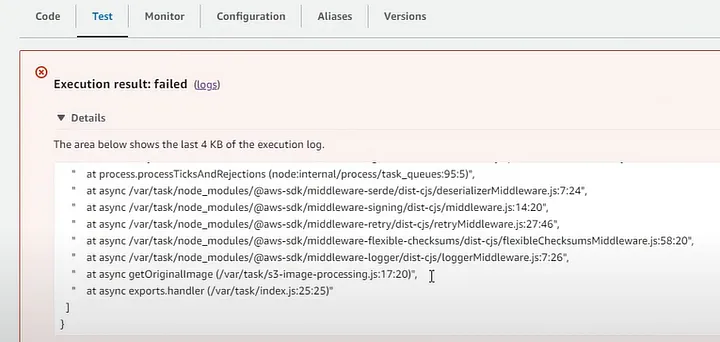 Code Test Monitor Configuration Aliases Versions
Execution result: failed (logs)
▼ Details
The area below shows the last 4 KB of the execution log.
" at process.processTicksAndRejections (node:internal/process/task_queues:95:5)",
" at async /var/task/node_modules/@aws-sdk/middleware-serde/dist-cjs/deserializerMiddleware.js:7:24",
" at async /var/task/node_modules/@aws-sdk/middleware-signing/dist-cjs/middleware.js:14:20",
" at async /var/task/node_modules/@aws-sdk/middleware-retry/dist-cjs/retryMiddleware.js:27:46",
" at async /var/task/node_modules/@aws-sdk/middleware-flexible-checksums/dist-cjs/flexibleChecksumsMiddleware.js:58:20",
" at async /var/task/node_modules/@aws-sdk/middleware-logger/dist-cjs/loggerMiddleware.js:7:26",
" at async getOriginalImage (/var/task/s3-image-processing.js:17:20)",
" at async exports.handler (/var/task/index.js:25:25)"
]
}